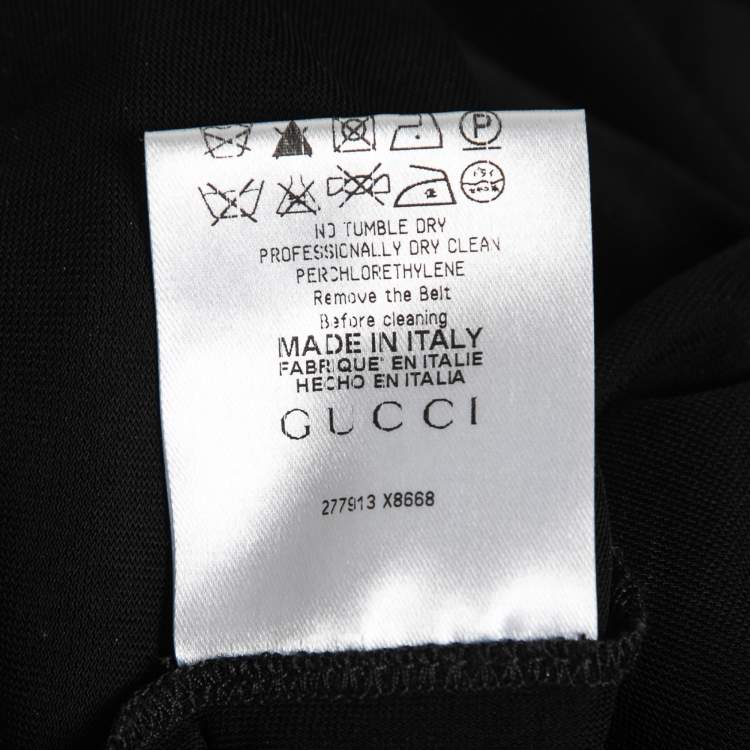 P
2
NO TUMBLE DRY
PROFESSIONALLY DRY CLEAN
PERCHLORETHYLENE
Remove the Belt
Before cleaning
MADE IN ITALY
FABRIQUE' EN ITALIE
HECHO EN ITALIA
GUCCI
277913 X8668